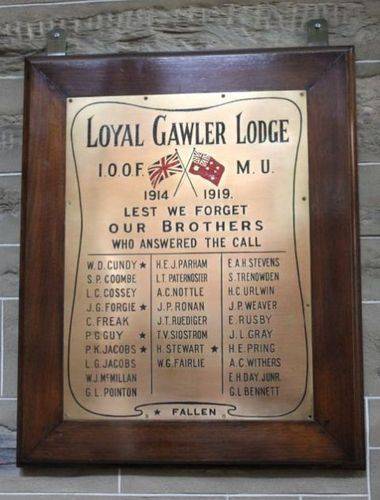 LOYAL GAWLER LODGE
I.O.O.F. M.U.
1914 1919.
LEST WE FORGET
OUR BROTHERS
WHO ANSWERED THE CALL
W.D. CUNDY ★
S.P. COOMBE
L.C. COSSEY
J.G. FORGIE ★
C. FREAK
P.G. GUY ★
P.K. JACOBS ★
L.G. JACOBS
W.J. McMILLAN
G.L. POINTON
H.E.J. PARHAM
L.T. PATERNOSTER
A.C. NOTTLE
J.P. RONAN
J.T. RUEDIGER
T.V. SIOSTROM
H. STEWART ★
W.G. FAIRLIE
E.A.H. STEVENS
S. TRENOWDEN
H.C. URLWIN
J.P. WEAVER
E. RUSBY
J.L. GRAY
H.E. PRING
A.C. WITHERS
E.H. DAY. JUNR.
G.L. BENNETT
★ FALLEN